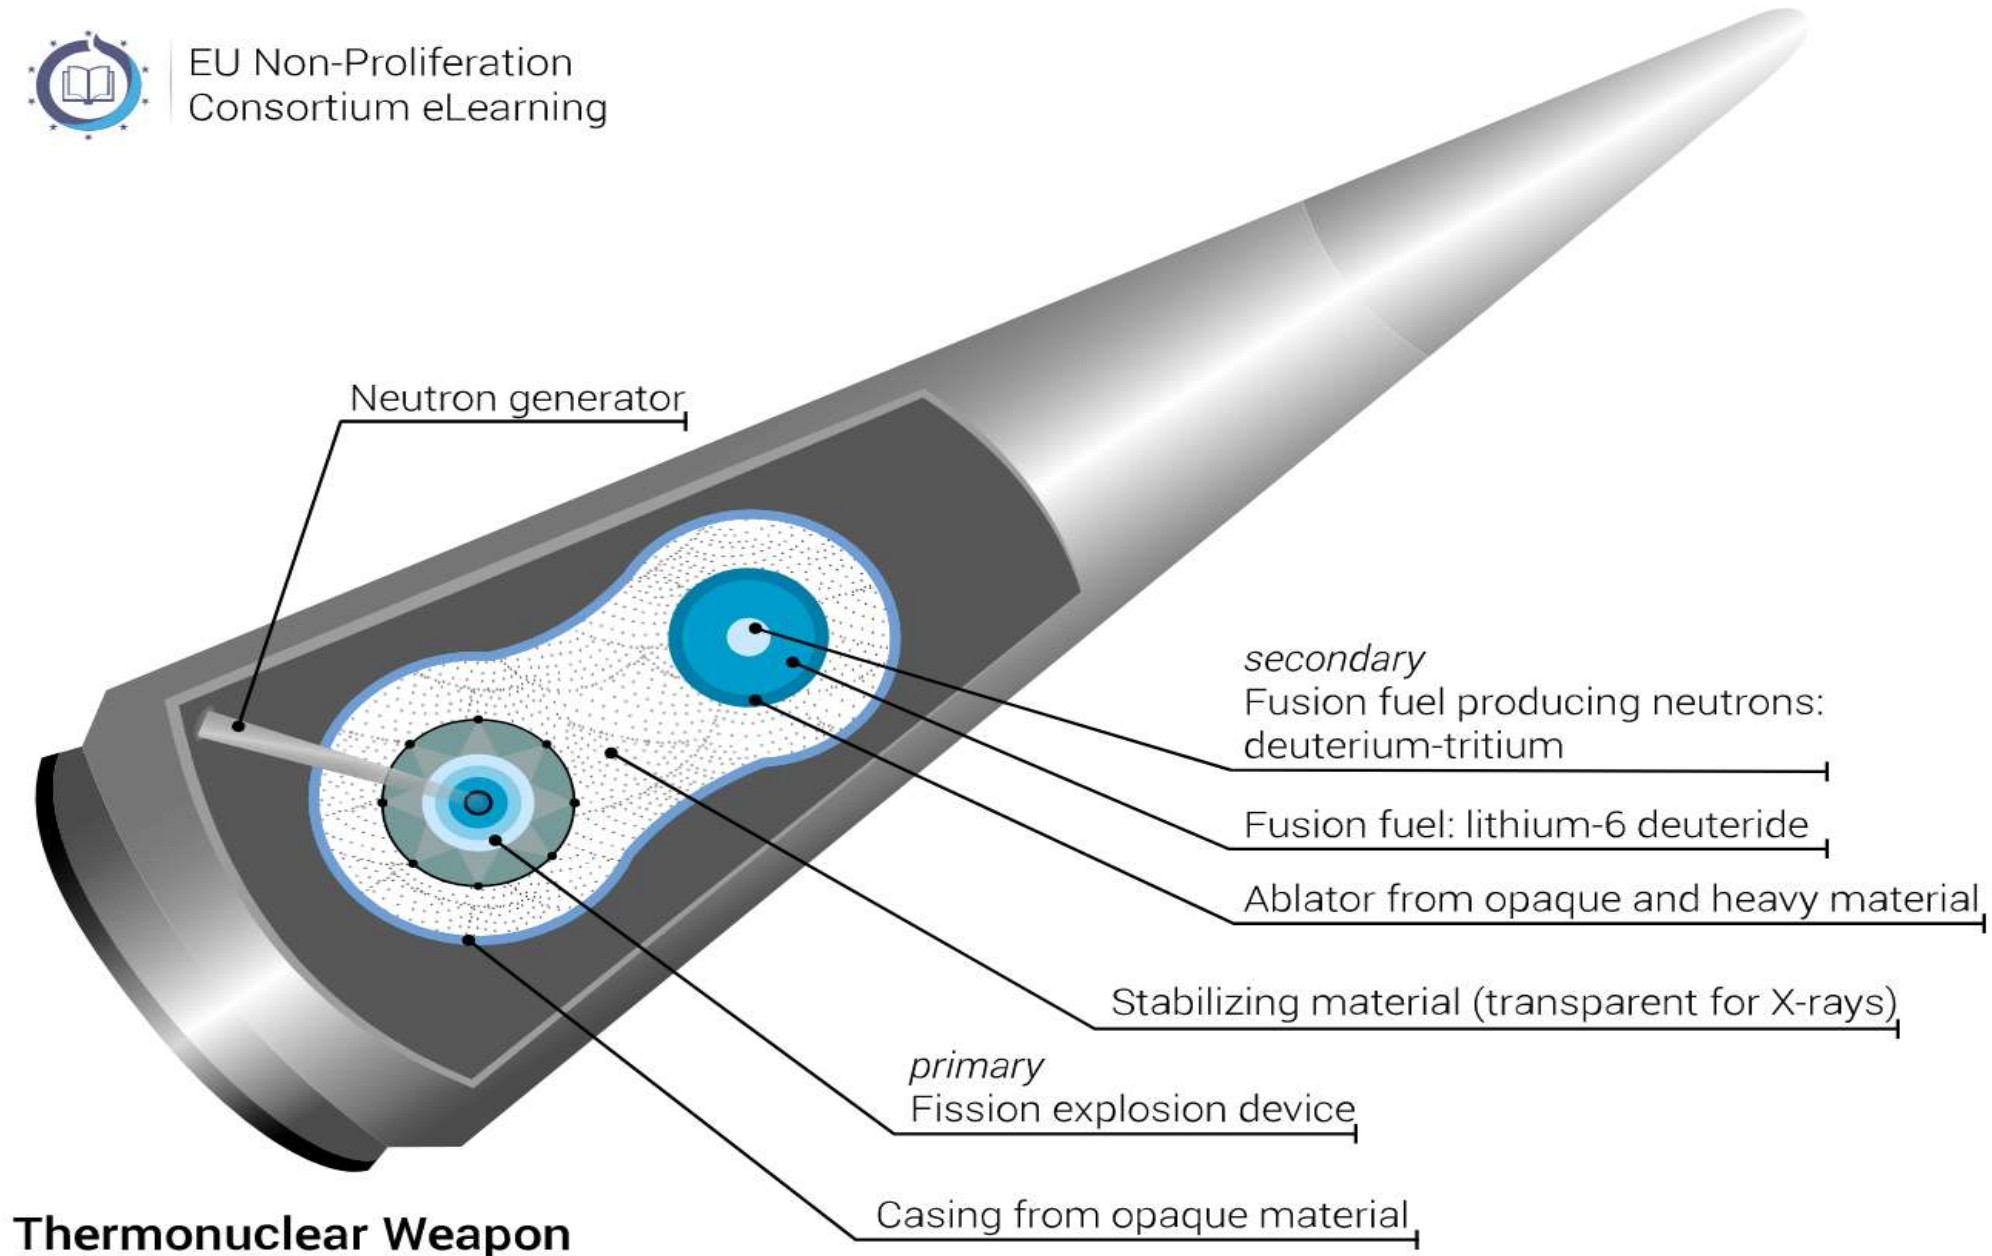 EU Non-Proliferation
Consortium eLearning
Neutron generator
secondary
Fusion fuel producing neutrons:
deuterium-tritium
Fusion fuel: lithium-6 deuteride
Ablator from opaque and heavy material
Stabilizing material (transparent for X-rays)
primary
Fission explosion device
Casing from opaque material
Thermonuclear Weapon